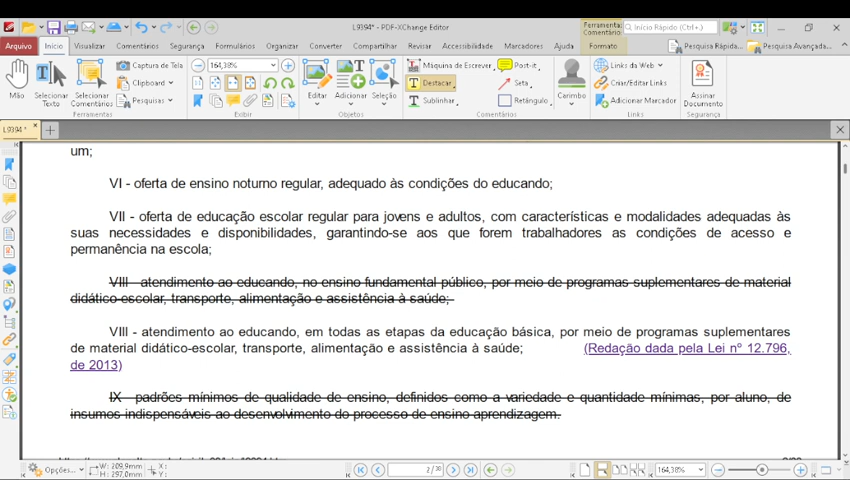 L9394* - PDF-XChange Editor
Ferramentas
Comentário
Início Rápido (Ctrl+.)
Arquivo Início Visualizar Comentários Segurança Formulários Organizar Converter Compartilhar Revisar Acessibilidade Marcadores Ajuda Formato Pesquisa Rápida... Pesquisa Avançada...
Mão
Selecionar Texto
Selecionar Comentários
Captura de Tela
Clipboard
Pesquisas
Ferramentas
164,38%
Exibir
Editar Adicionar Seleção
Objetos
Máquina de Escrever
Destacar
Sublinhar
Post-it
Seta
Retângulo
Comentários
Carimbo
Links da Web
Criar/Editar Links
Adicionar Marcador
Links
Assinar Documento
Segurança
L9394 *
um;
VI - oferta de ensino noturno regular, adequado às condições do educando;
VII - oferta de educação escolar regular para jovens e adultos, com características e modalidades adequadas às
suas necessidades e disponibilidades, garantindo-se aos que forem trabalhadores as condições de acesso e
permanência na escola;
VIII - atendimento ao educando, no ensino fundamental público, por meio de programas suplementares de material
didático-escolar, transporte, alimentação e assistência à saúde;
VIII - atendimento ao educando, em todas as etapas da educação básica, por meio de programas suplementares
de material didático-escolar, transporte, alimentação e assistência à saúde; (Redação dada pela Lei nº 12.796,
de 2013)
IX - padrões mínimos de qualidade de ensino, definidos como a variedade e quantidade mínimas, por aluno, de
insumos indispensáveis ao desenvolvimento do processo de ensino aprendizagem.
Opções... W: 209,9mm H: 297,0mm X: Y: 2 / 30 164,38%